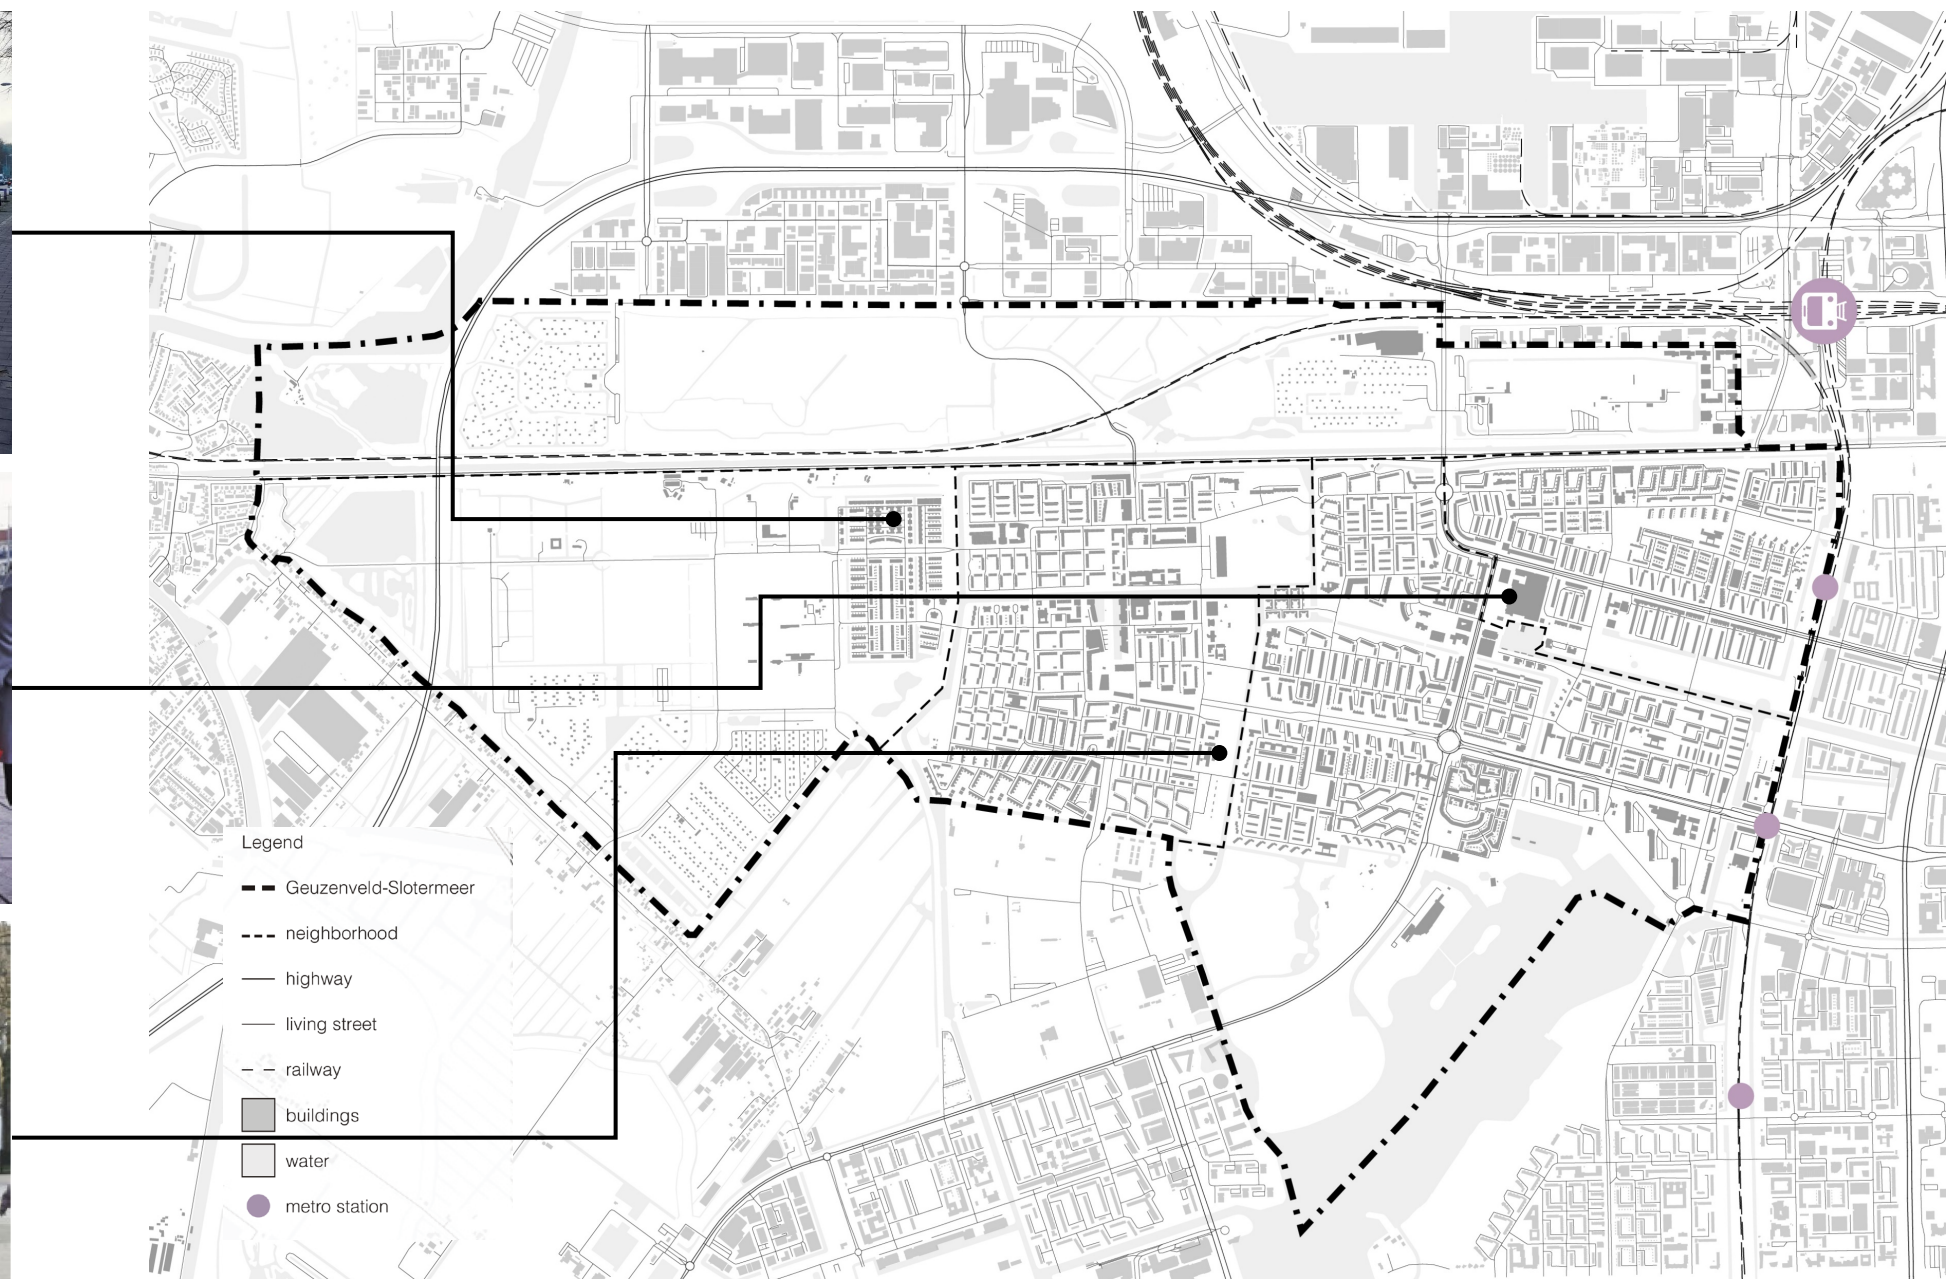 Legend
Geuzenveld-Slotermeer
neighborhood
highway
living street
railway
buildings
water
metro station